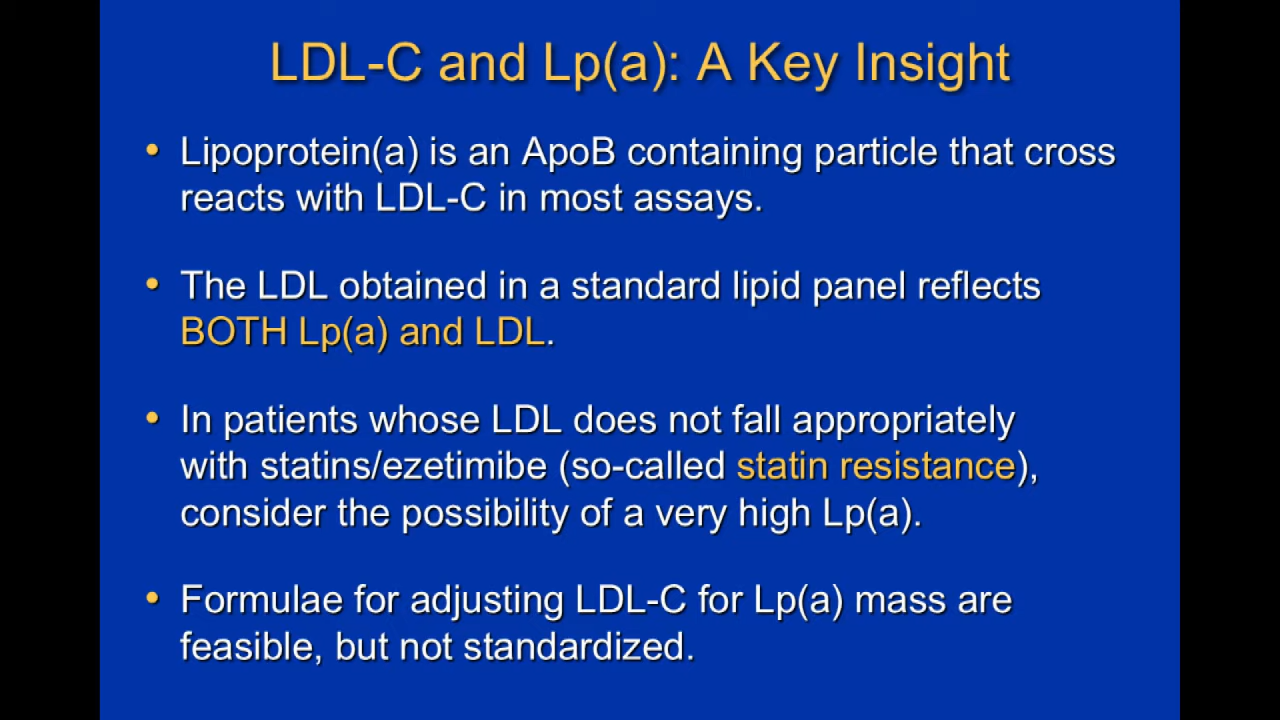 LDL-C and Lp(a): A Key Insight
• Lipoprotein(a) is an ApoB containing particle that cross
reacts with LDL-C in most assays.
• The LDL obtained in a standard lipid panel reflects
BOTH Lp(a) and LDL.
• In patients whose LDL does not fall appropriately
with statins/ezetimibe (so-called statin resistance),
consider the possibility of a very high Lp(a).
• Formulae for adjusting LDL-C for Lp(a) mass are
feasible, but not standardized.